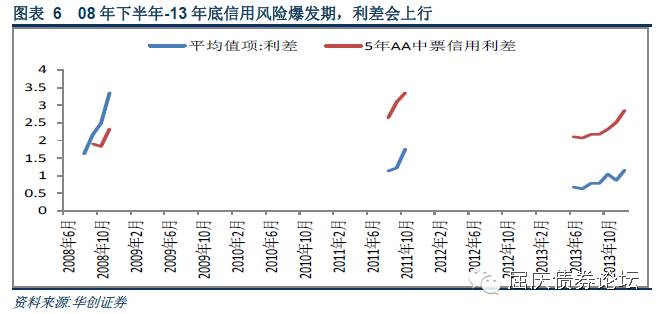 图表 6 08年下半年-13年底信用风险爆发期，利差会上行
平均值项:利差 5年AA中票信用利差
4
3.5
3
2.5
2
1.5
1
0.5
0
2008年6月 2008年10月 2009年2月 2009年6月 2009年10月 2010年2月 2010年6月 2010年10月 2011年2月 2011年6月 2011年10月 2012年2月 2012年6月 2012年10月 2013年2月 2013年6月 2013年10月
屈庆债券论坛
资料来源:华创证券